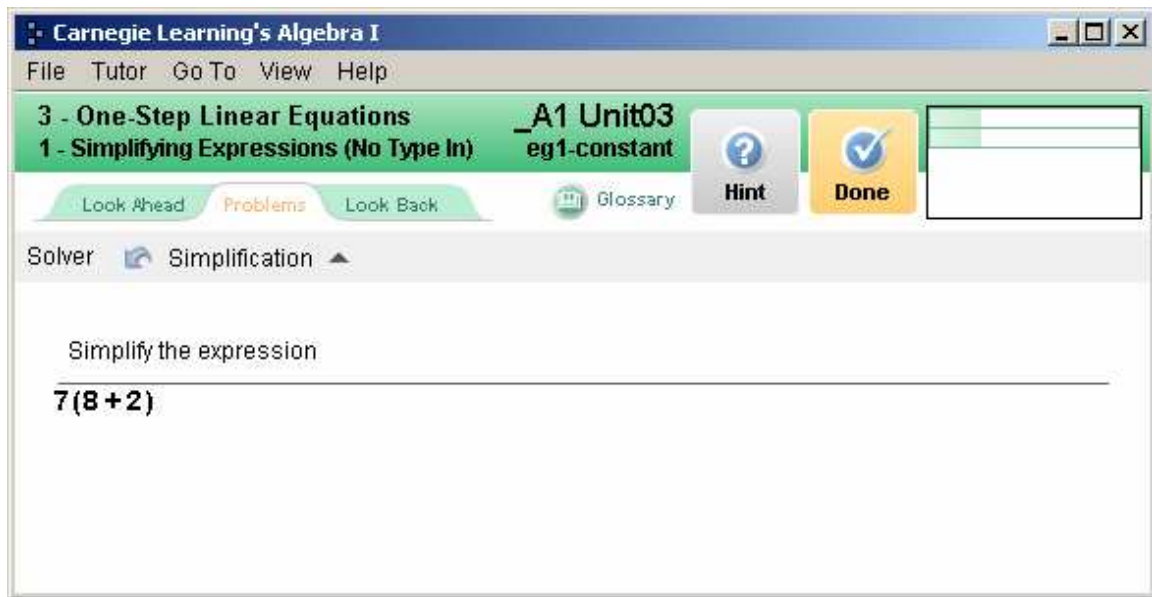 Carnegie Learning's Algebra I
File Tutor Go To View Help
3 - One-Step Linear Equations
1 - Simplifying Expressions (No Type In)
_A1 Unit03
eg1-constant
Hint
Done
Look Ahead Problems Look Back
Glossary
Solver Simplification
Simplify the expression
7(8+2)